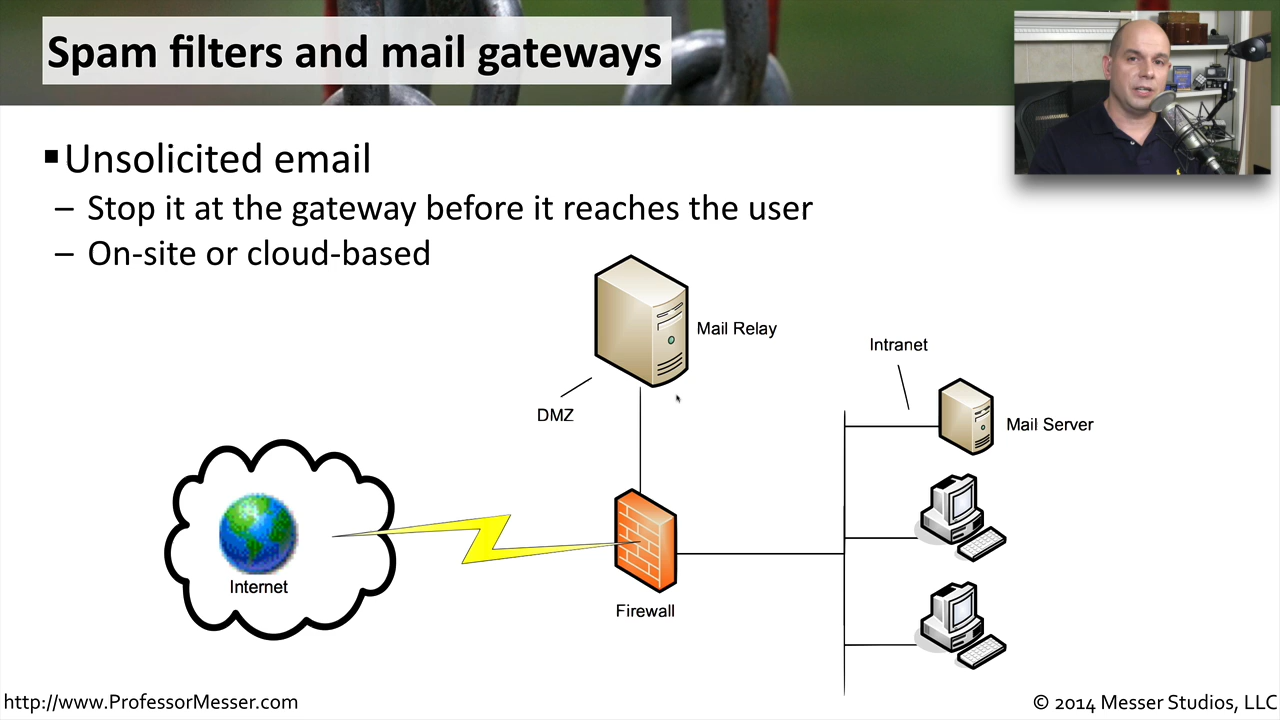 Spam filters and mail gateways
▪Unsolicited email
– Stop it at the gateway before it reaches the user
– On-site or cloud-based
Mail Relay
Intranet
DMZ
Mail Server
Internet
Firewall
http://www.ProfessorMesser.com
© 2014 Messer Studios, LLC